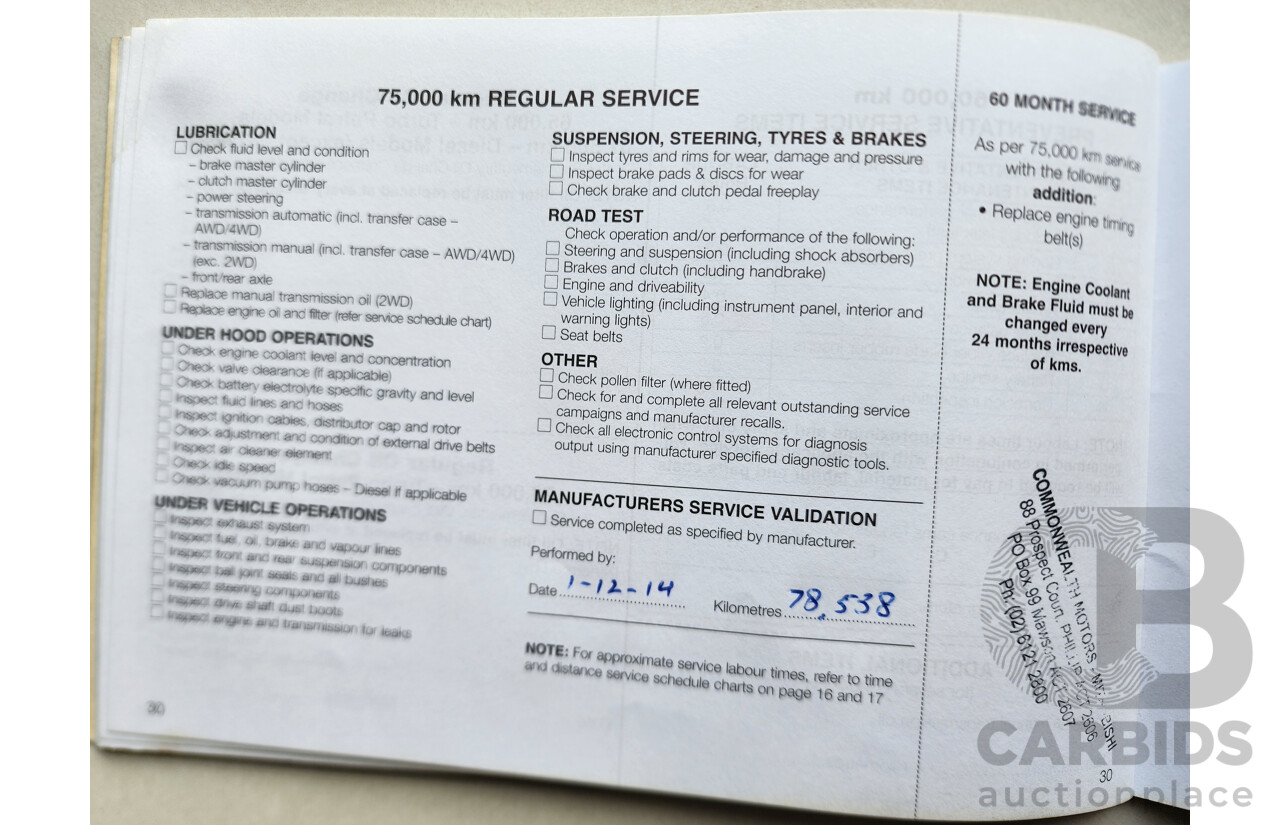 75,000 km REGULAR SERVICE
LUBRICATION
Check fluid level and condition
– brake master cylinder
– clutch master cylinder
– power steering
– transmission automatic (incl. transfer case –
AWD/4WD)
– transmission manual (incl. transfer case – AWD/4WD)
(exc. 2WD)
– front/rear axle
Replace manual transmission oil (2WD)
Replace engine oil and filter (refer service schedule chart)
UNDER HOOD OPERATIONS
Check engine coolant level and concentration
Check valve clearance (if applicable)
Check battery electrolyte specific gravity and level
Inspect fluid lines and hoses
Inspect ignition cables, distributor cap and rotor
Check adjustment and condition of external drive belts
Inspect air cleaner element
Check idle speed
Check vacuum pump hoses – Diesel if applicable
UNDER VEHICLE OPERATIONS
Inspect exhaust system
Inspect fuel, oil, brake and vapour lines
Inspect front and rear suspension components
Inspect ball joint seals and all bushes
Inspect steering components
Inspect drive shaft dust boots
Inspect engine and transmission for leaks
30
SUSPENSION, STEERING, TYRES & BRAKES
Inspect tyres and rims for wear, damage and pressure
Inspect brake pads & discs for wear
Check brake and clutch pedal freeplay
ROAD TEST
Check operation and/or performance of the following:
Steering and suspension (including shock absorbers)
Brakes and clutch (including handbrake)
Engine and driveability
Vehicle lighting (including instrument panel, interior and
warning lights)
Seat belts
OTHER
Check pollen filter (where fitted)
Check for and complete all relevant outstanding service
campaigns and manufacturer recalls.
Check all electronic control systems for diagnosis
output using manufacturer specified diagnostic tools.
MANUFACTURERS SERVICE VALIDATION
Service completed as specified by manufacturer.
Performed by:
Date 1-12-14 Kilometres 78,538
NOTE: For approximate service labour times, refer to time
and distance service schedule charts on page 16 and 17
60 MONTH SERVICE
As per 75,000 km service
with the following
addition:
• Replace engine timing
belt(s)
NOTE: Engine Coolant
and Brake Fluid must be
changed every
24 months irrespective
of kms.
COMMONWEALTH MOTORS -
88 Prospect Court, PHILLIP ACT 2606
PO Box 99 Mawson ACT 2607
Ph: (02) 6121 2800
30
B
CARBIDS
auctionplace